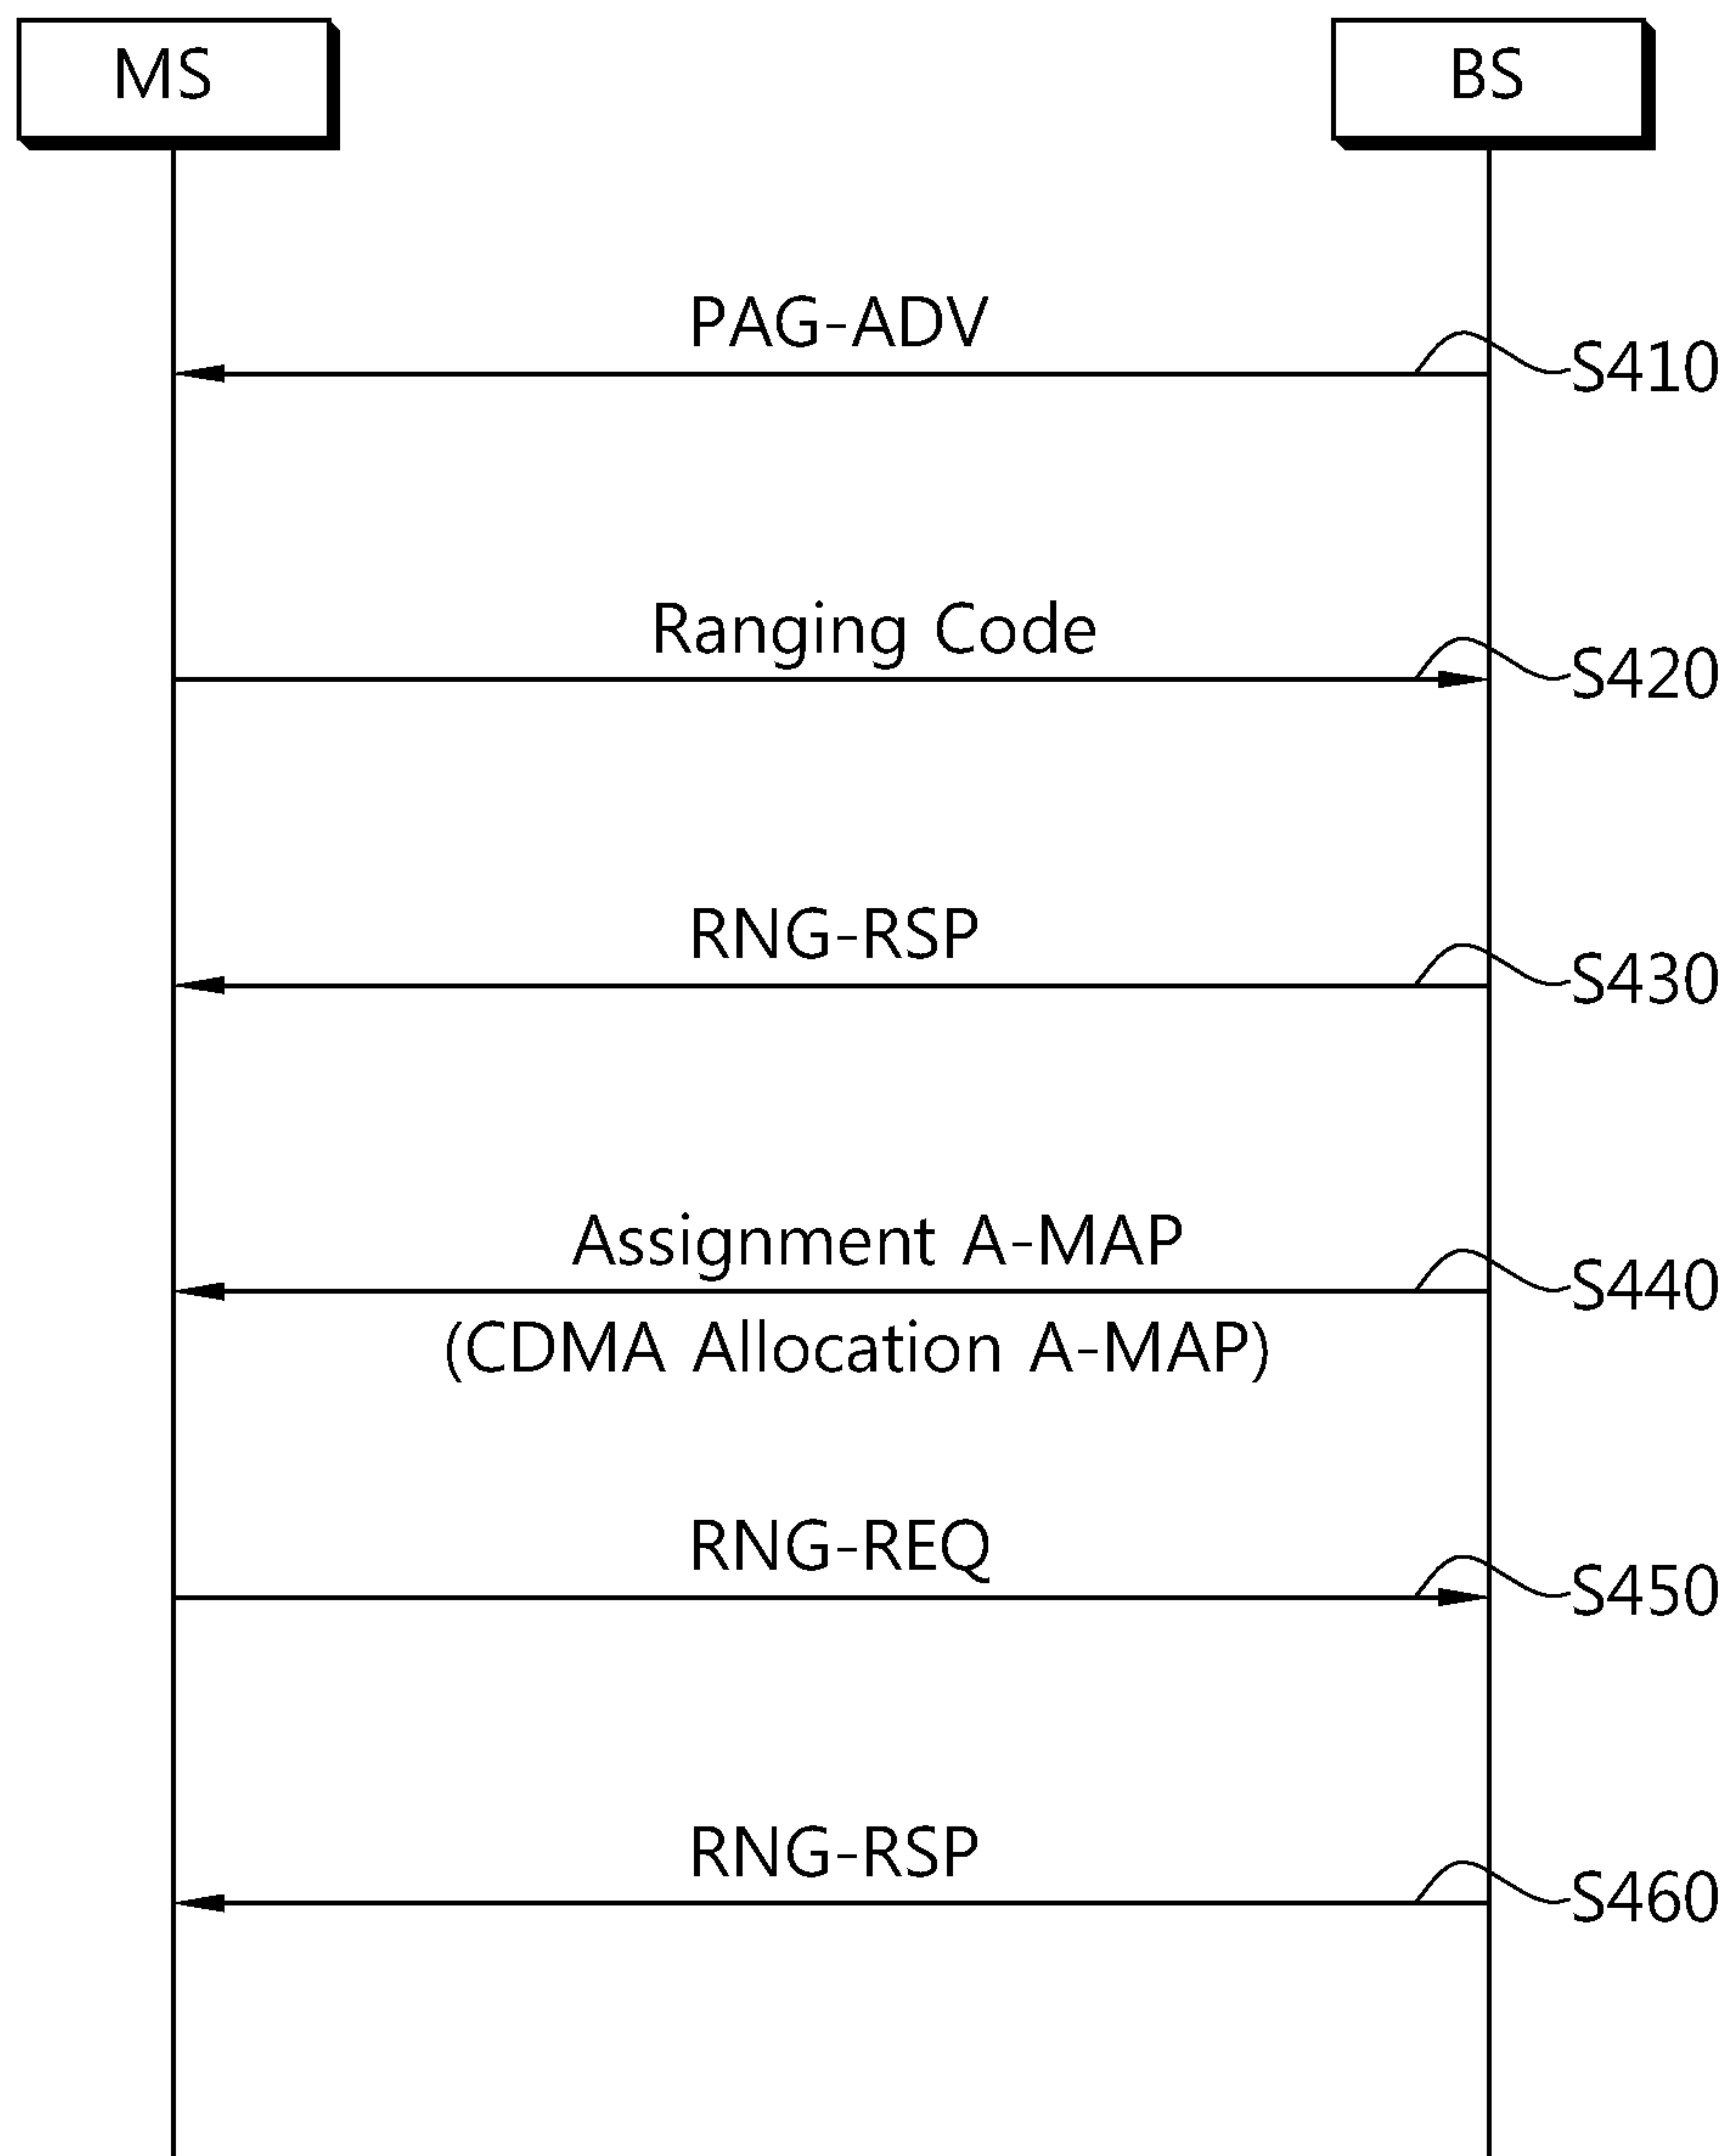 MS
BS
PAG-ADV
S410
Ranging Code
S420
RNG-RSP
S430
Assignment A-MAP
S440
(CDMA Allocation A-MAP)
RNG-REQ
S450
RNG-RSP
S460